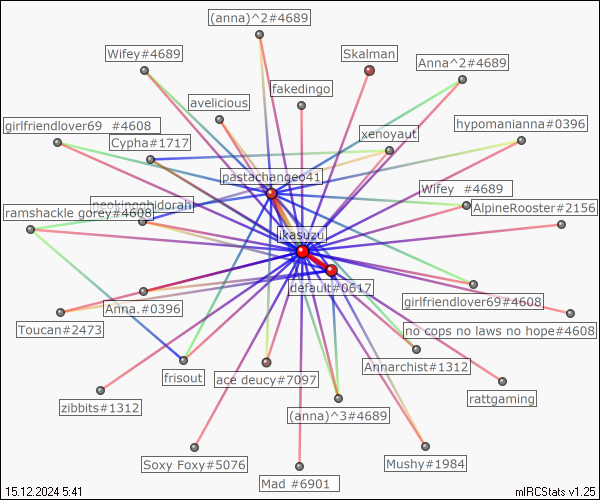 (anna)^2#4689
Wifey#4689
Skalman
Anna^2#4689
fakedingo
avelicious
girlfriendlover69 #4608
hypomanianna#0396
xenoyaut
Cypha#1717
pastachangeo41
Wifey #4689
neokingghidorah
ramshackle gorey#4608
AlpineRooster#2156
ikasuzu
default#0617
girlfriendlover69#4608
Anna.#0396
Toucan#2473
no cops no laws no hope#4608
Annarchist#1312
frisout
ace deucy#7097
rattgaming
zibbits#1312
(anna)^3#4689
Soxy Foxy#5076
Mushy#1984
Mad #6901
15.12.2024 5:41
mIRCStats v1.25